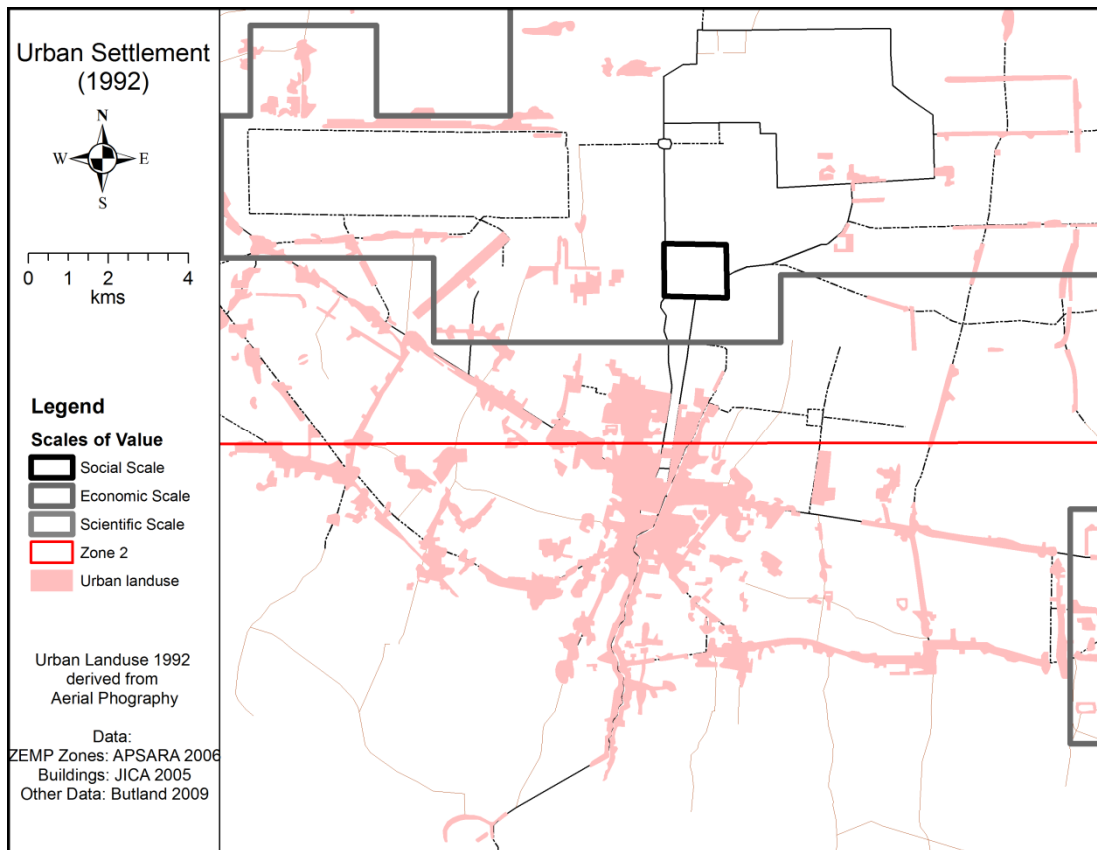 Urban Settlement
(1992)
N
W
E
S
0 1 2 4
kms
Legend
Scales of Value
Social Scale
Economic Scale
Scientific Scale
Zone 2
Urban landuse
Urban Landuse 1992
derived from
Aerial Phography
Data:
ZEMP Zones: APSARA 2006
Buildings: JICA 2005
Other Data: Butland 2009